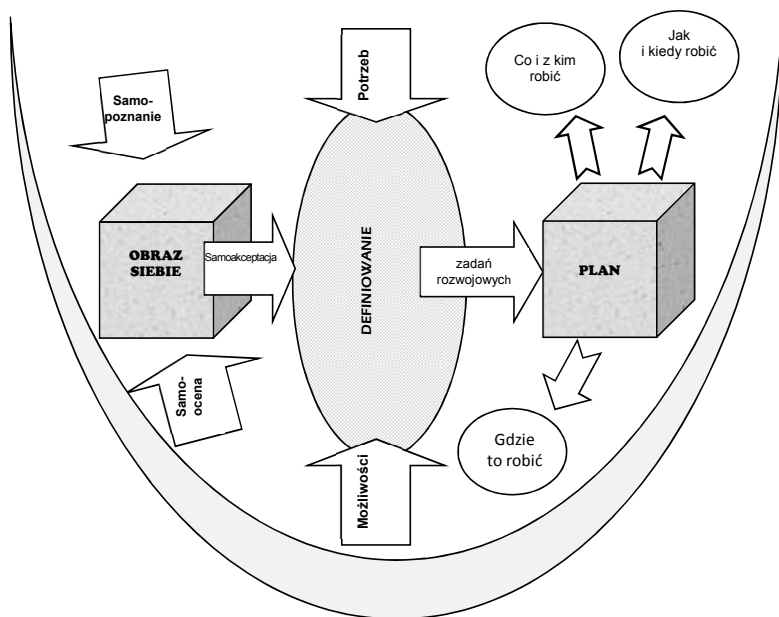 Samo-
poznanie
Potrzeb
Co i z kim
robić
Jak
i kiedy robić
OBRAZ
SIEBIE
Samoakceptacja
DEFINIOWANIE
zadań
rozwojowych
PLAN
Samo-
ocena
Możliwości
Gdzie
to robić